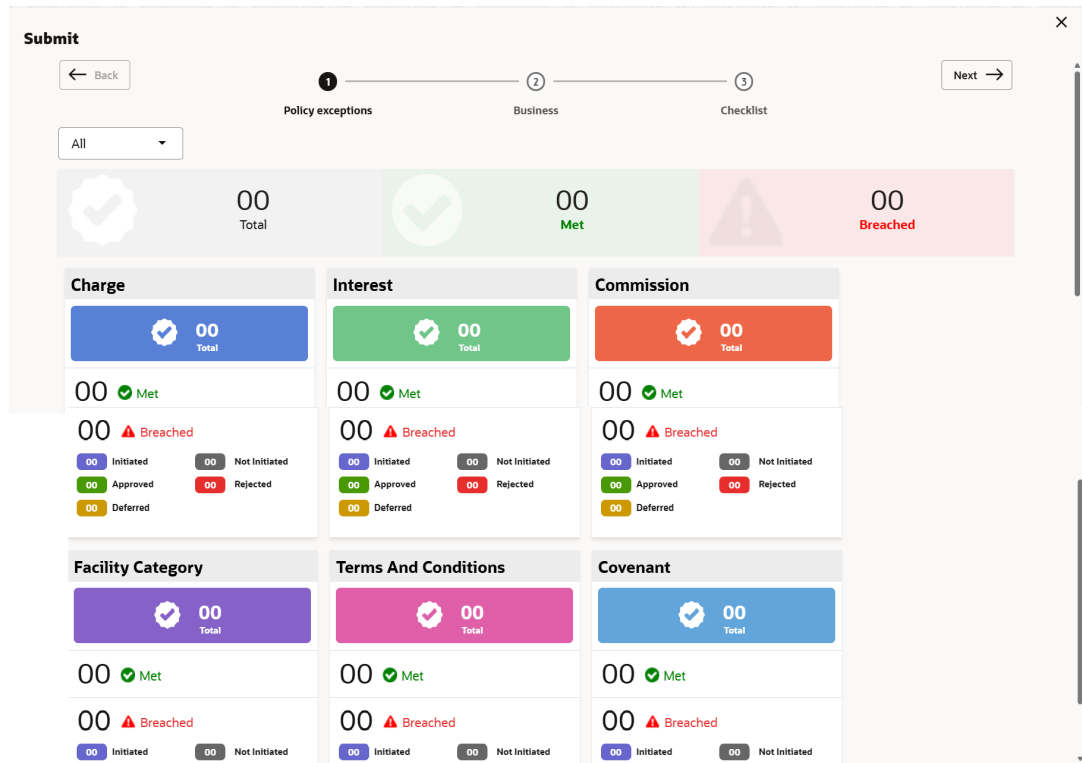 Submit
Back
Next
1
2
3
Policy exceptions
Business
Checklist
All
00
Total
00
Met
00
Breached
Charge
00
Total
00 Met
00 Breached
00 Initiated 00 Not Initiated
00 Approved 00 Rejected
00 Deferred
Interest
00
Total
00 Met
00 Breached
00 Initiated 00 Not Initiated
00 Approved 00 Rejected
00 Deferred
Commission
00
Total
00 Met
00 Breached
00 Initiated 00 Not Initiated
00 Approved 00 Rejected
00 Deferred
Facility Category
00
Total
00 Met
00 Breached
00 Initiated 00 Not Initiated
Terms And Conditions
00
Total
00 Met
00 Breached
00 Initiated 00 Not Initiated
Covenant
00
Total
00 Met
00 Breached
00 Initiated 00 Not Initiated